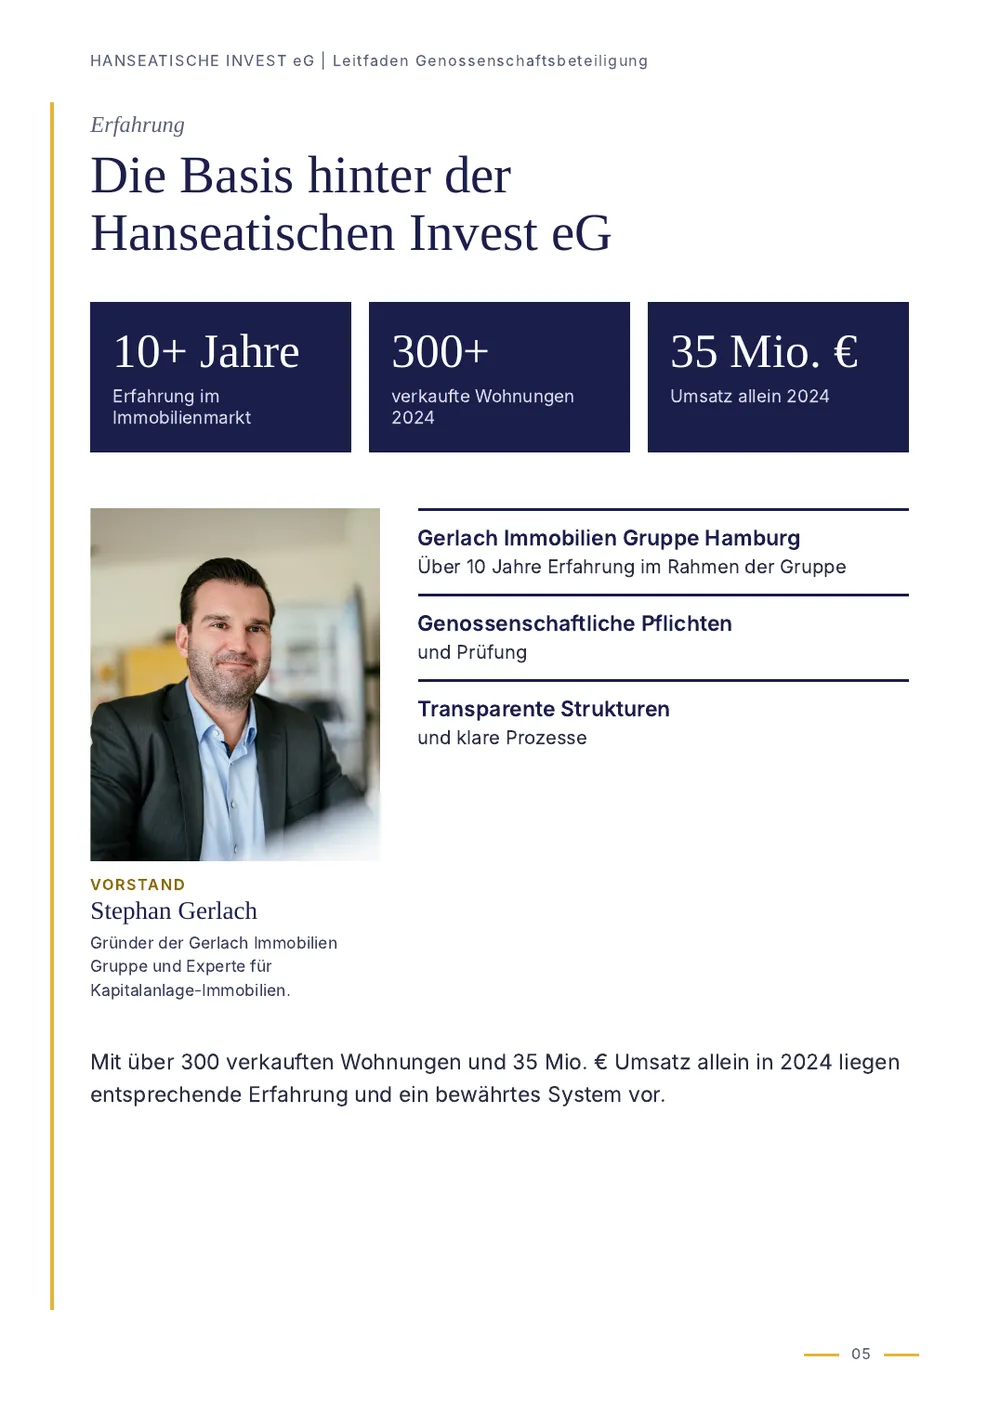 HANSEATISCHE INVEST eG | Leitfaden Genossenschaftsbeteiligung
Erfahrung
Die Basis hinter der
Hanseatischen Invest eG
10+ Jahre
Erfahrung im
Immobilienmarkt
300+
verkaufte Wohnungen
2024
35 Mio. €
Umsatz allein 2024
Gerlach Immobilien Gruppe Hamburg
Über 10 Jahre Erfahrung im Rahmen der Gruppe
Genossenschaftliche Pflichten
und Prüfung
Transparente Strukturen
und klare Prozesse
VORSTAND
Stephan Gerlach
Gründer der Gerlach Immobilien
Gruppe und Experte für
Kapitalanlage-Immobilien.
Mit über 300 verkauften Wohnungen und 35 Mio. € Umsatz allein in 2024 liegen
entsprechende Erfahrung und ein bewährtes System vor.
05